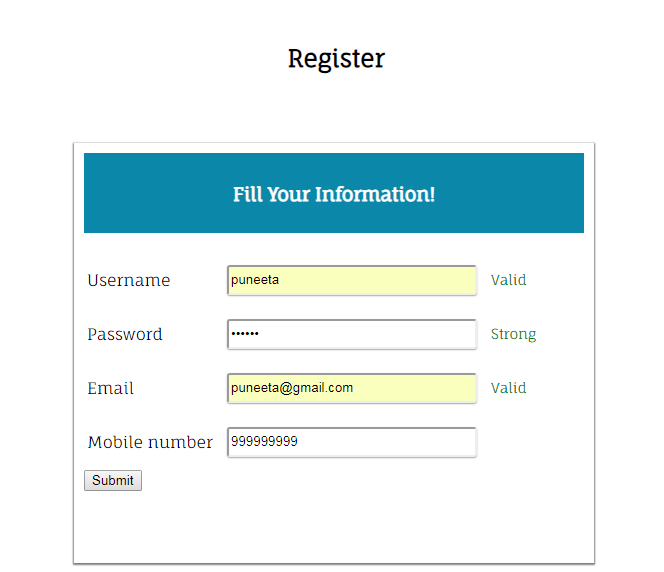 Register
Fill Your Information!
Username puneeta Valid
Password •••••• Strong
Email puneeta@gmail.com Valid
Mobile number 999999999
Submit